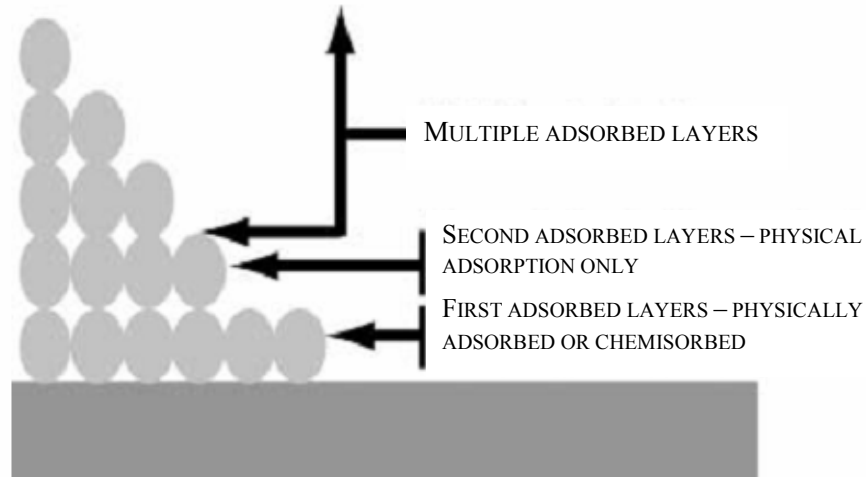 MULTIPLE ADSORBED LAYERS
SECOND ADSORBED LAYERS – PHYSICAL
ADSORPTION ONLY
FIRST ADSORBED LAYERS – PHYSICALLY
ADSORBED OR CHEMISORBED